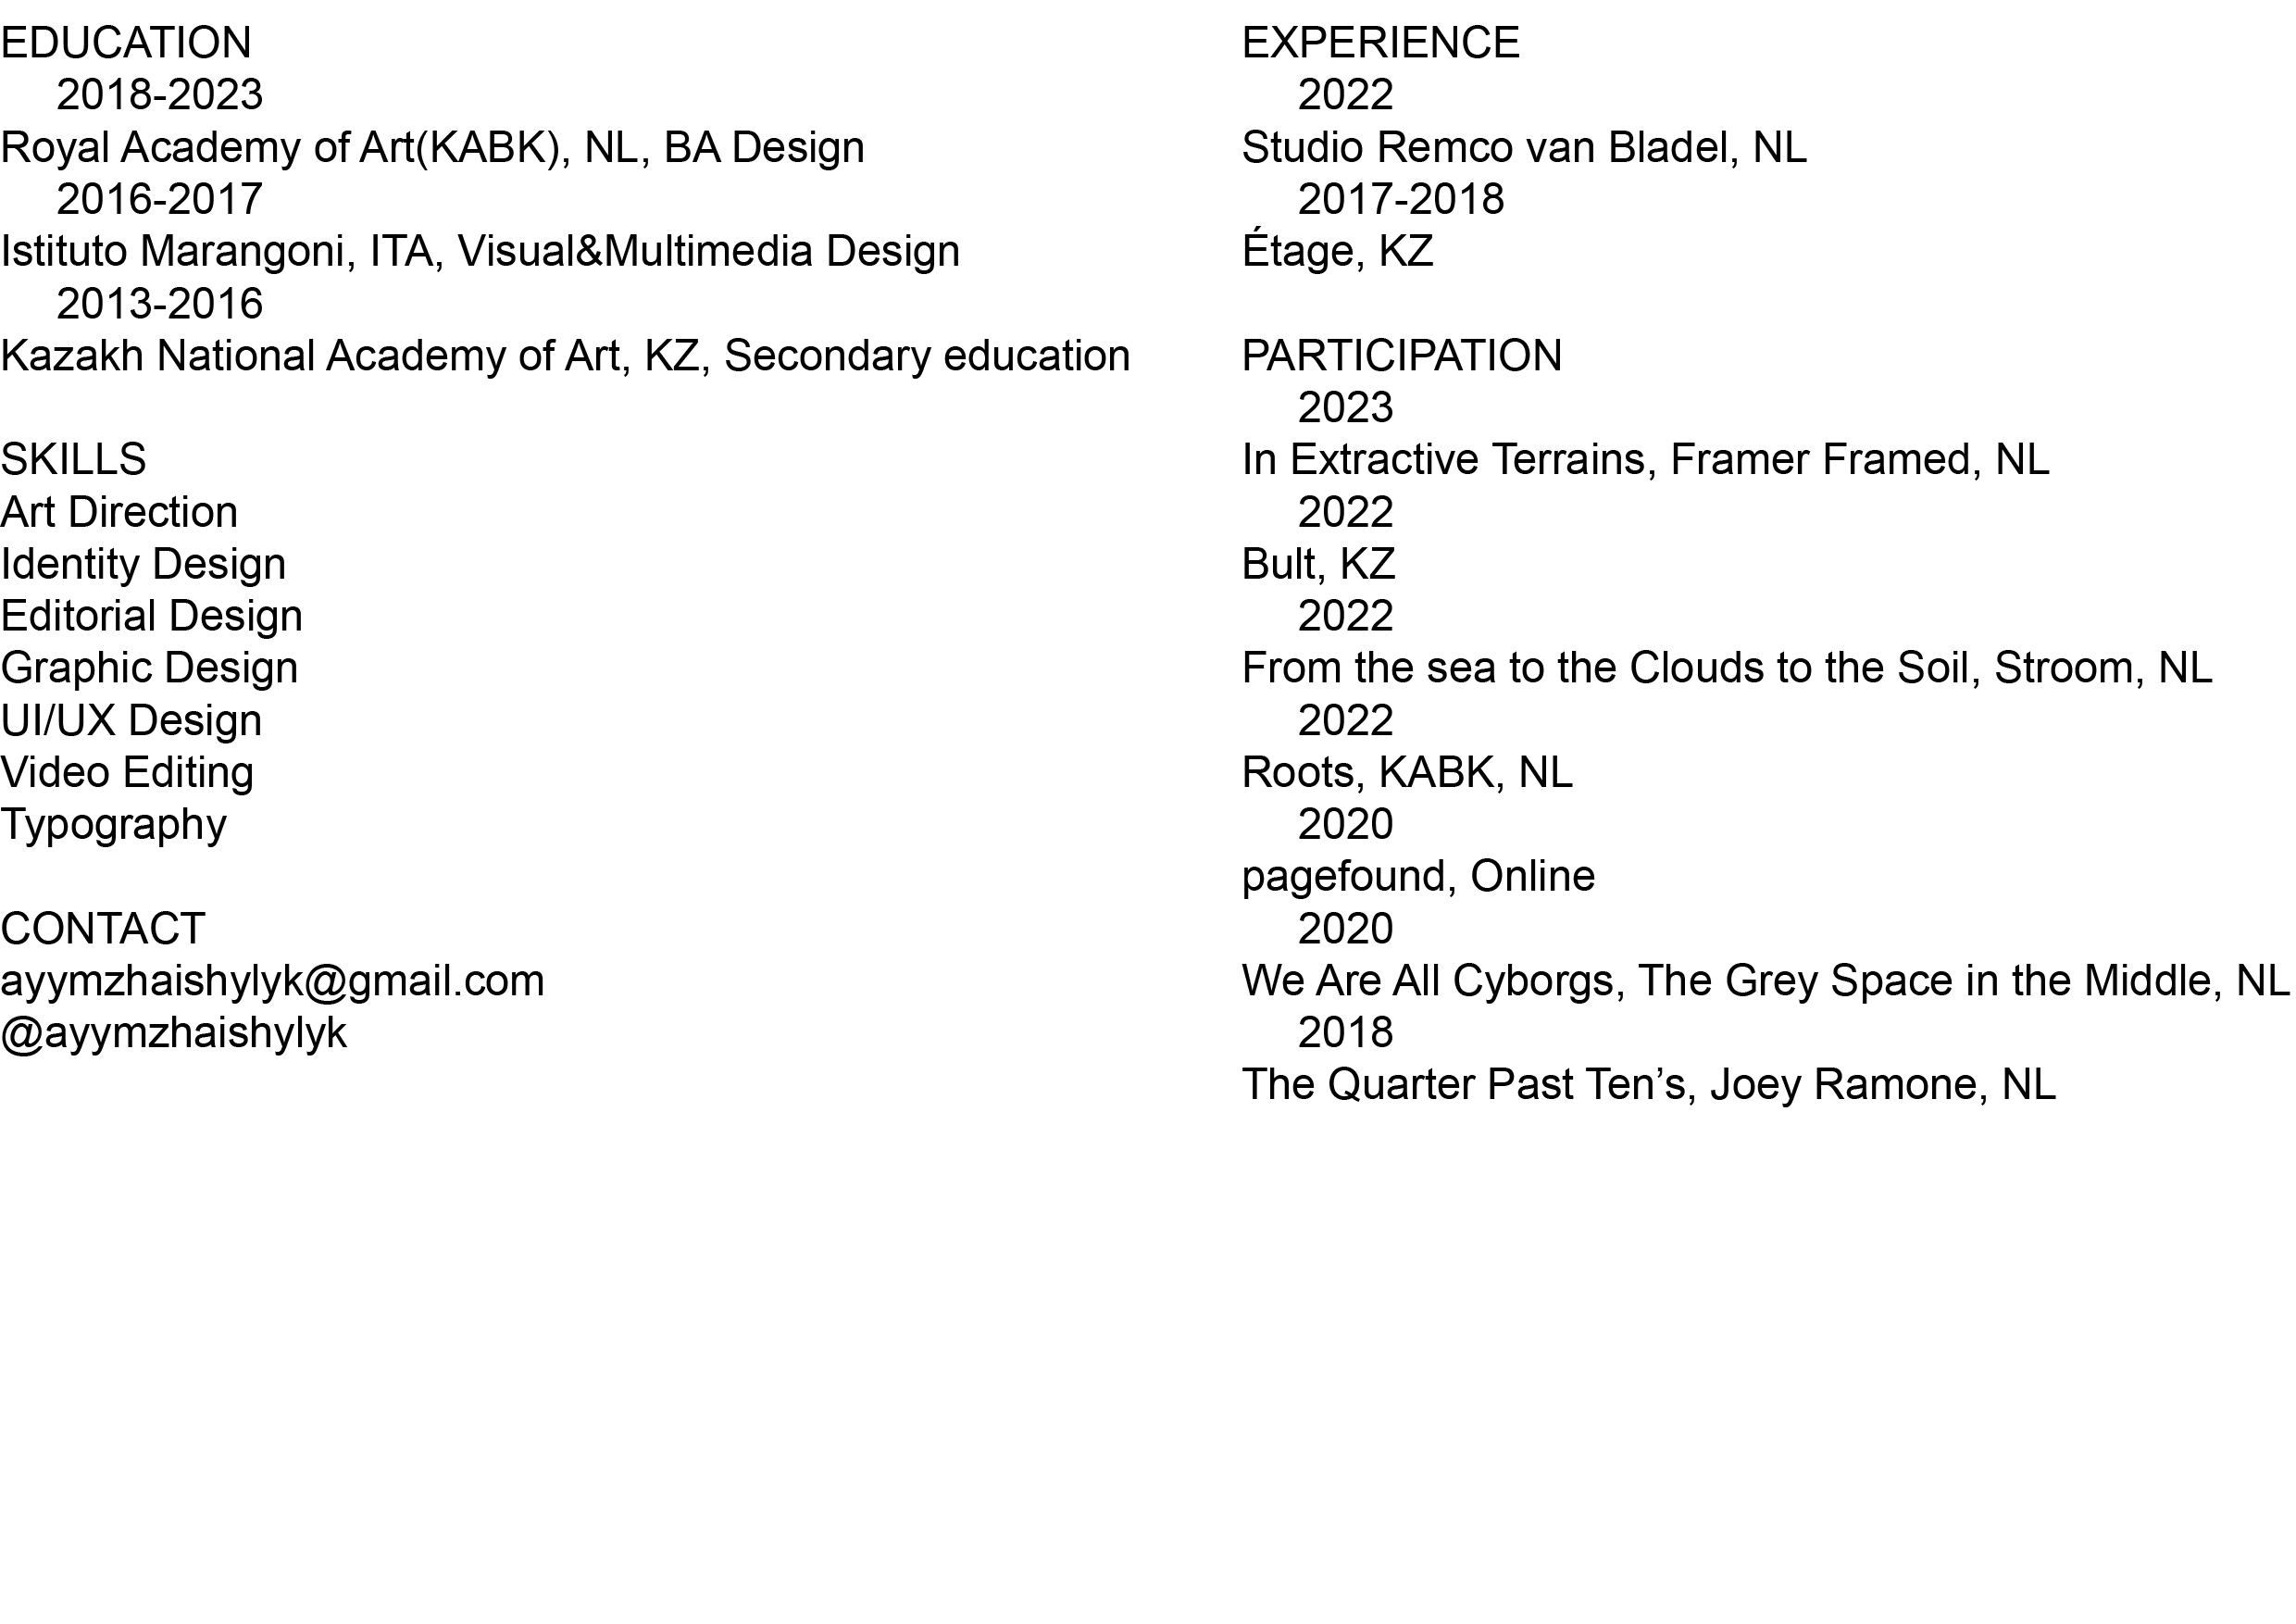 EDUCATION
2018-2023
Royal Academy of Art(KABK), NL, BA Design
2016-2017
Istituto Marangoni, ITA, Visual&Multimedia Design
2013-2016
Kazakh National Academy of Art, KZ, Secondary education
SKILLS
Art Direction
Identity Design
Editorial Design
Graphic Design
UI/UX Design
Video Editing
Typography
CONTACT
ayymzhaishylyk@gmail.com
@ayymzhaishylyk
EXPERIENCE
2022
Studio Remco van Bladel, NL
2017-2018
Étage, KZ
PARTICIPATION
2023
In Extractive Terrains, Framer Framed, NL
2022
Bult, KZ
2022
From the sea to the Clouds to the Soil, Stroom, NL
2022
Roots, KABK, NL
2020
pagefound, Online
2020
We Are All Cyborgs, The Grey Space in the Middle, NL
2018
The Quarter Past Ten’s, Joey Ramone, NL